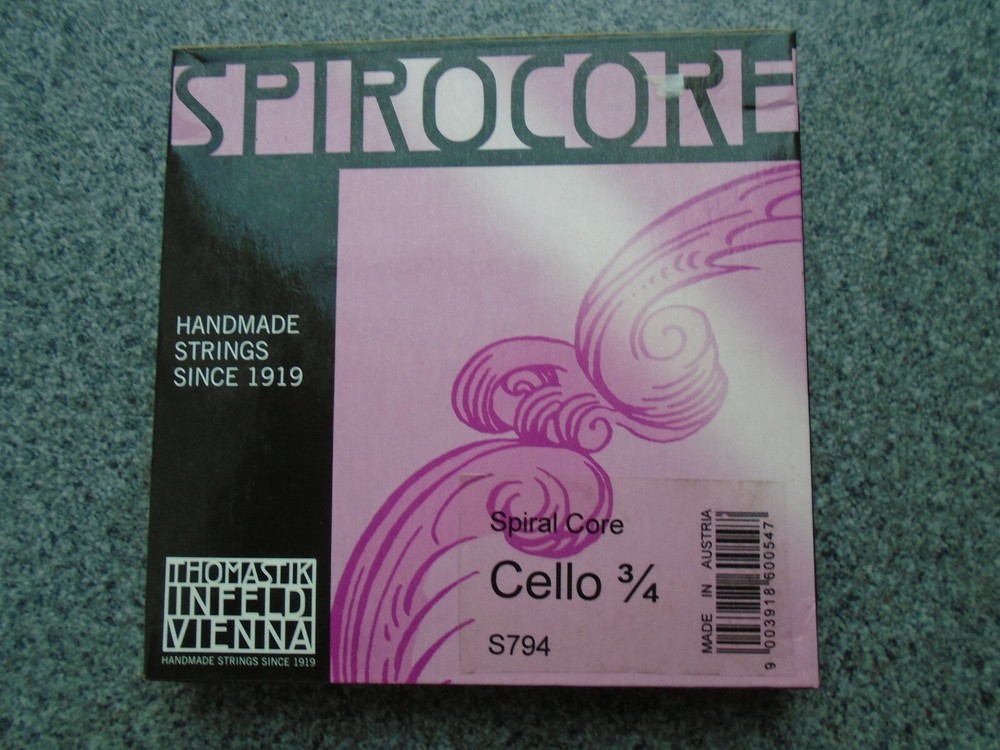 SPIROCORE
HANDMADE
STRINGS
SINCE 1919
Spiral Core
Cello ¾
S794
MADE IN AUSTRIA
9 003918 600547
THOMASTIK
INFELD
VIENNA
HANDMADE STRINGS SINCE 1919